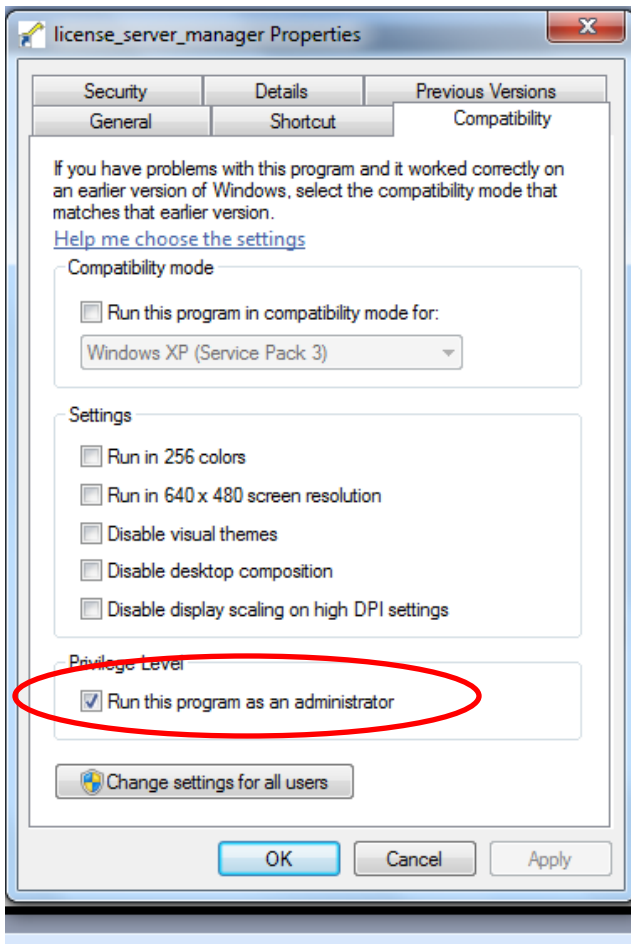 license_server_manager Properties
Security
Details
Previous Versions
General
Shortcut
Compatibility
If you have problems with this program and it worked correctly on
an earlier version of Windows, select the compatibility mode that
matches that earlier version.
Help me choose the settings
Compatibility mode
Run this program in compatibility mode for:
Windows XP (Service Pack 3)
Settings
Run in 256 colors
Run in 640 x 480 screen resolution
Disable visual themes
Disable desktop composition
Disable display scaling on high DPI settings
Privilege Level
Run this program as an administrator
Change settings for all users
OK
Cancel
Apply